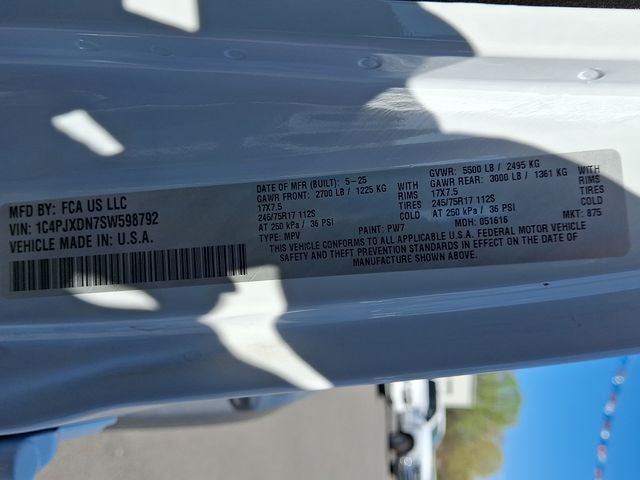 MFD BY: FCA US LLC
VIN: 1C4PJXDN7SW598792
VEHICLE MADE IN: U.S.A.
DATE OF MFR (BUILT): 5-25
GAWR FRONT: 2700 LB / 1225 KG WITH
17X7.5 RIMS
245/75R17 112S TIRES
AT 250 kPa / 36 PSI COLD
TYPE: MPV
PAINT: PW7
GVWR: 5500 LB / 2495 KG
GAWR REAR: 3000 LB / 1361 KG WITH
17X7.5 RIMS
245/75R17 112S TIRES
AT 250 kPa / 36 PSI COLD
MDH: 051616
MKT: 875
THIS VEHICLE CONFORMS TO ALL APPLICABLE U.S.A. FEDERAL MOTOR VEHICLE
SAFETY AND THEFT PREVENTION STANDARDS IN EFFECT ON THE DATE OF
MANUFACTURE SHOWN ABOVE.